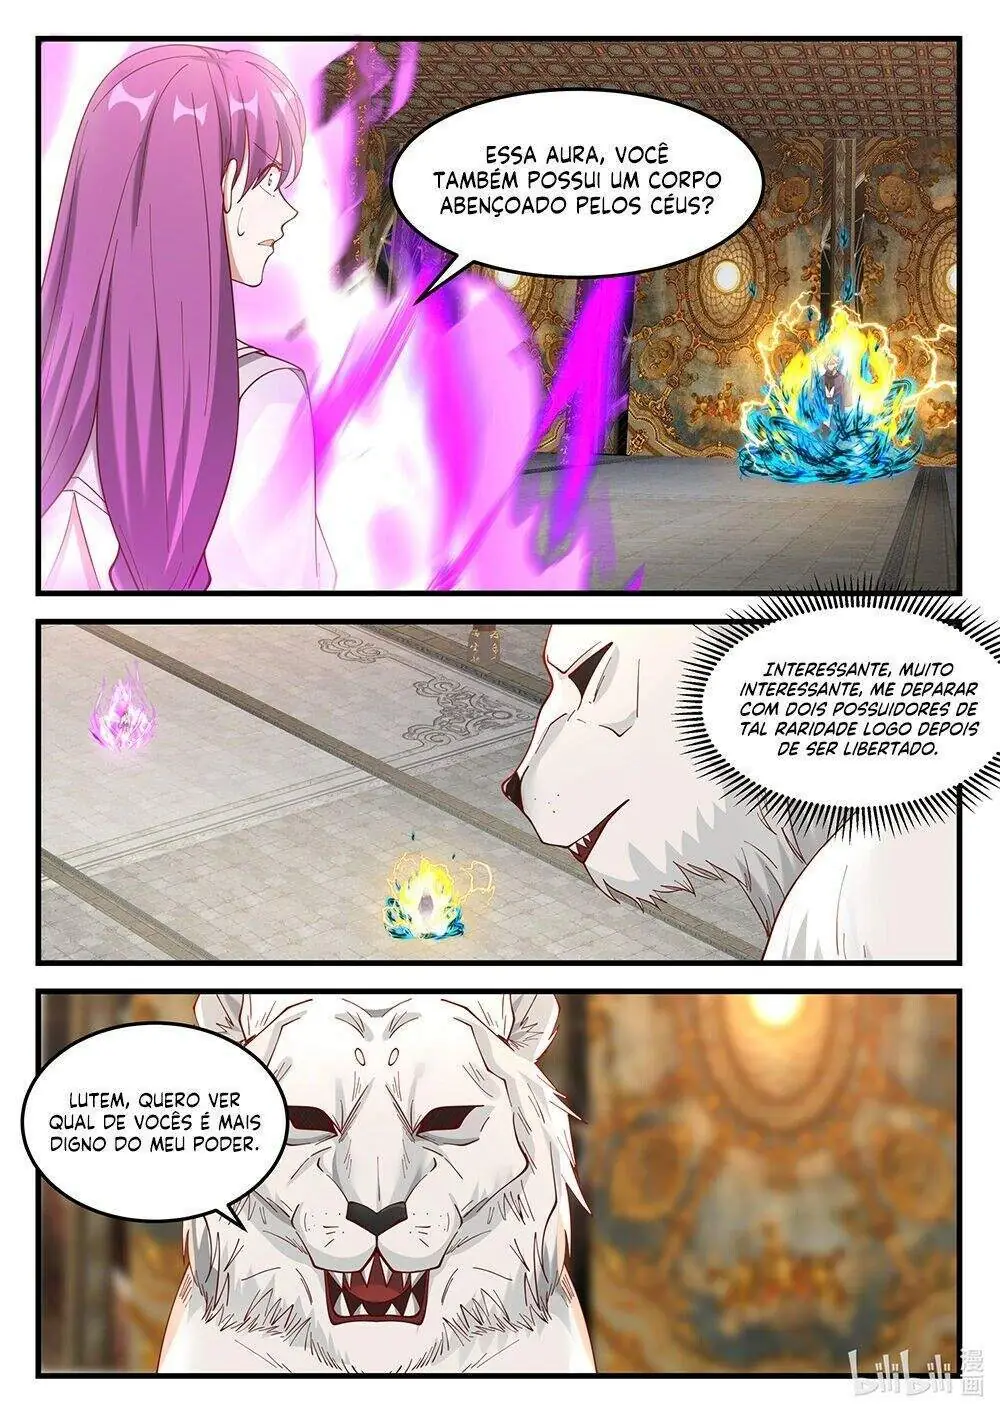 ESSA AURA, VOCÊ
TAMBÉM POSSUI UM CORPO
ABENÇOADO PELOS CÉUS?
INTERESSANTE, MUITO
INTERESSANTE, ME DEPARAR
COM DOIS POSSUIDORES DE
TAL RARIDADE LOGO DEPOIS
DE SER LIBERTADO.
LUTEM, QUERO VER
QUAL DE VOCÊS É MAIS
DIGNO DO MEU PODER.
bilibili 漫画